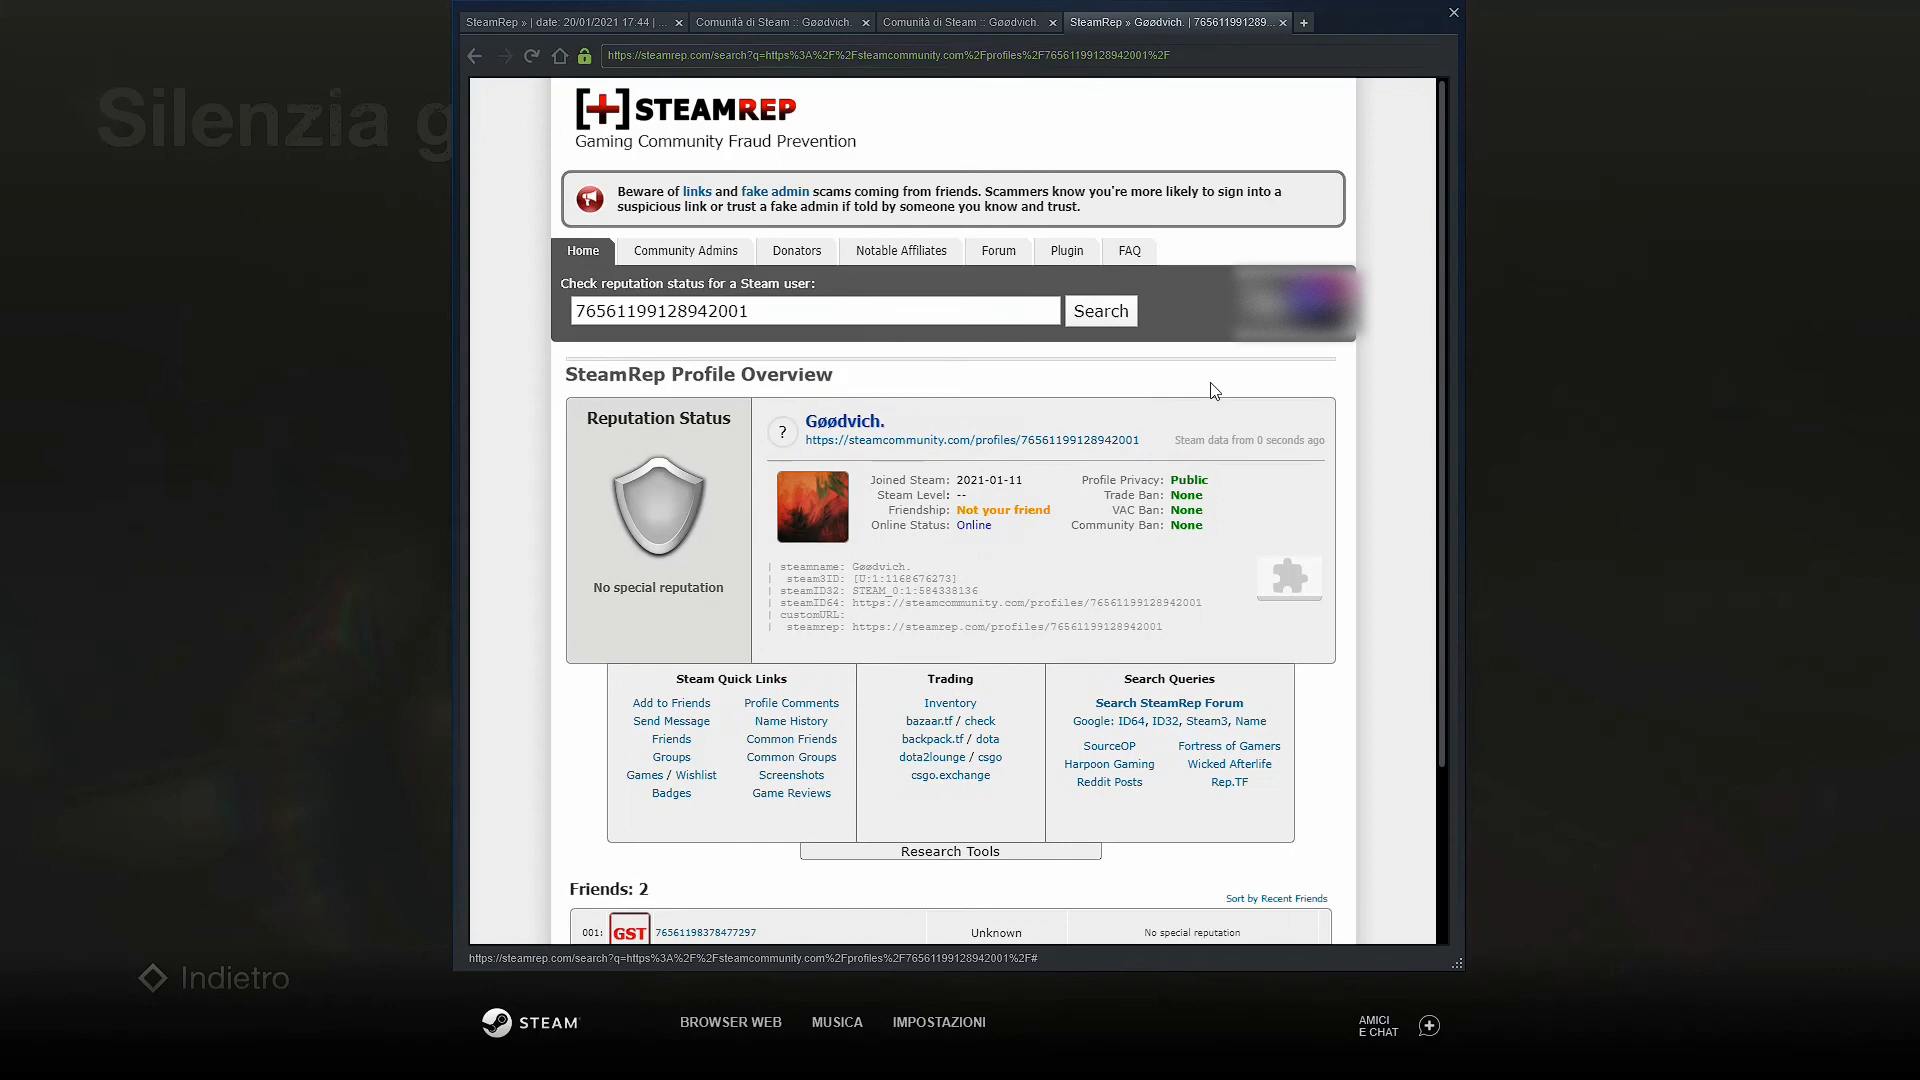 SteamRep » | date: 20/01/2021 17:44 | ...
Comunità di Steam :: Gøødvich.
Comunità di Steam :: Gøødvich.
SteamRep » Gøødvich. | 765611991289...
https://steamrep.com/search?q=https%3A%2F%2Fsteamcommunity.com%2Fprofiles%2F76561199128942001%2F
Silenzia g
STEAMREP
Gaming Community Fraud Prevention
Beware of links and fake admin scams coming from friends. Scammers know you're more likely to sign into a
suspicious link or trust a fake admin if told by someone you know and trust.
Home Community Admins Donators Notable Affiliates Forum Plugin FAQ
Check reputation status for a Steam user:
76561199128942001 Search
SteamRep Profile Overview
Reputation Status
No special reputation
? Gøødvich.
https://steamcommunity.com/profiles/76561199128942001 Steam data from 0 seconds ago
Joined Steam: 2021-01-11 Profile Privacy: Public
Steam Level: -- Trade Ban: None
Friendship: Not your friend VAC Ban: None
Online Status: Online Community Ban: None
| steamname: Gøødvich.
| steam3ID: [U:1:1168676273]
| steamID32: STEAM_0:1:584338136
| steamID64: https://steamcommunity.com/profiles/76561199128942001
| customURL:
| steamrep: https://steamrep.com/profiles/76561199128942001
Steam Quick Links
Add to Friends Profile Comments
Send Message Name History
Friends Common Friends
Groups Common Groups
Games / Wishlist Screenshots
Badges Game Reviews
Trading
Inventory
bazaar.tf / check
backpack.tf / dota
dota2lounge / csgo
csgo.exchange
Search Queries
Search SteamRep Forum
Google: ID64, ID32, Steam3, Name
SourceOP Fortress of Gamers
Harpoon Gaming Wicked Afterlife
Reddit Posts Rep.TF
Research Tools
Friends: 2
Sort by Recent Friends
001: GST 76561198378477297 Unknown No special reputation
https://steamrep.com/search?q=https%3A%2F%2Fsteamcommunity.com%2Fprofiles%2F76561199128942001%2F#
Indietro
STEAM BROWSER WEB MUSICA IMPOSTAZIONI
AMICI
E CHAT